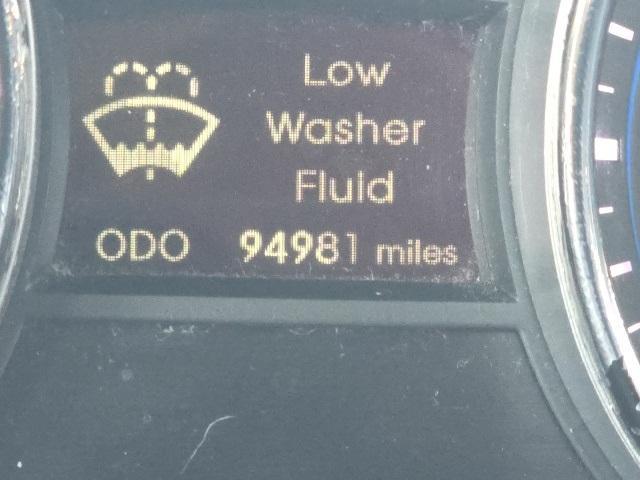 Low
Washer
Fluid
ODO 94981 miles